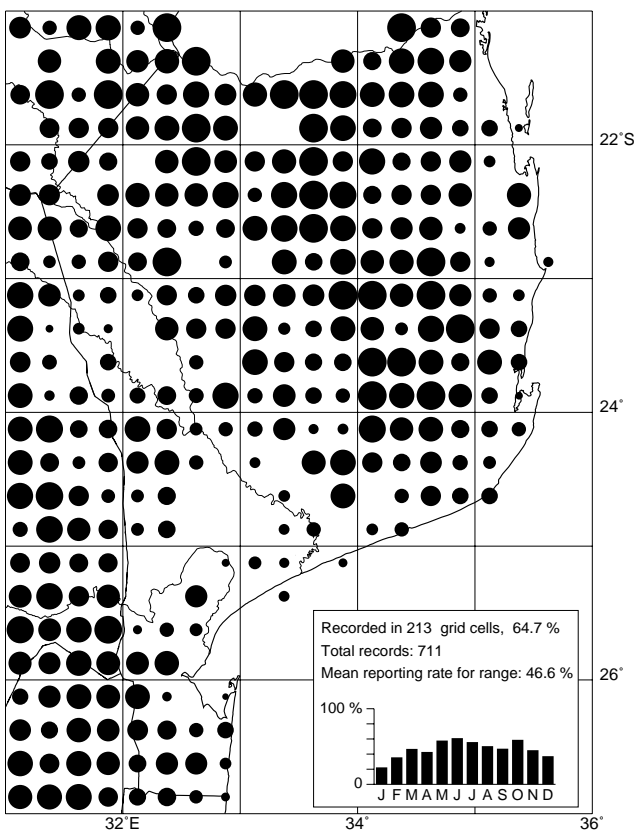 22°S
24°
Recorded in 213 grid cells, 64.7 %
Total records: 711
Mean reporting rate for range: 46.6 %
26°
100 %
0
J F M A M J J A S O N D
32°E
34°
36°